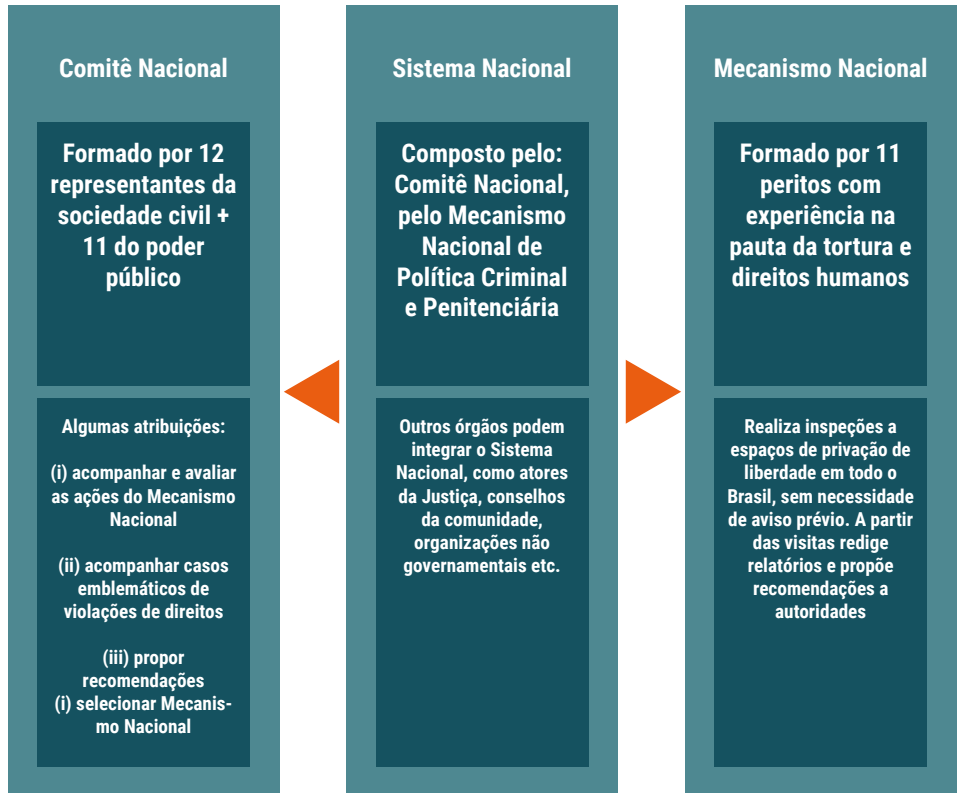 Comitê Nacional
Formado por 12
representantes da
sociedade civil +
11 do poder
público
Algumas atribuições:
(i) acompanhar e avaliar
as ações do Mecanismo
Nacional
(ii) acompanhar casos
emblemáticos de
violações de direitos
(iii) propor
recomendações
(i) selecionar Mecanis-
mo Nacional
Sistema Nacional
Composto pelo:
Comitê Nacional,
pelo Mecanismo
Nacional de
Política Criminal
e Penitenciária
Outros órgãos podem
integrar o Sistema
Nacional, como atores
da Justiça, conselhos
da comunidade,
organizações não
governamentais etc.
Mecanismo Nacional
Formado por 11
peritos com
experiência na
pauta da tortura e
direitos humanos
Realiza inspeções a
espaços de privação de
liberdade em todo o
Brasil, sem necessidade
de aviso prévio. A partir
das visitas redige
relatórios e propõe
recomendações a
autoridades